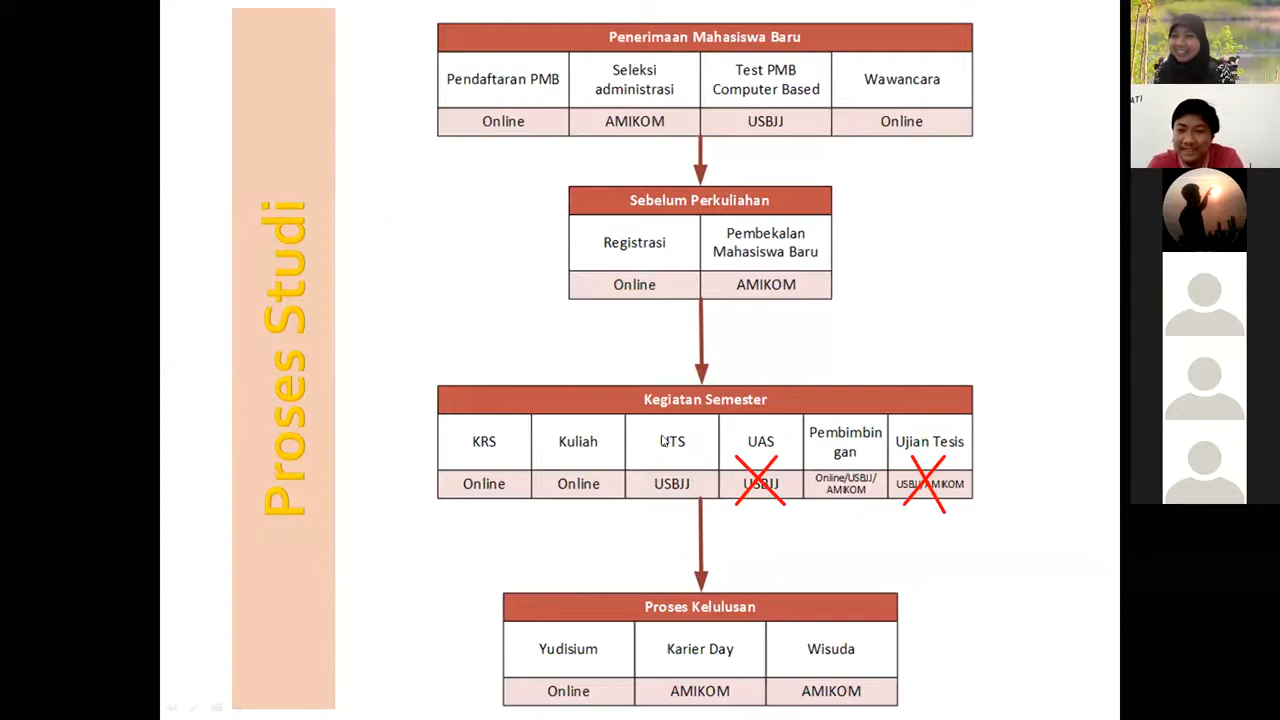 Proses Studi
Penerimaan Mahasiswa Baru
Pendaftaran PMB
Seleksi
administrasi
Test PMB
Computer Based
Wawancara
Online
AMIKOM
USBJJ
Online
Sebelum Perkuliahan
Registrasi
Pembekalan
Mahasiswa Baru
Online
AMIKOM
Kegiatan Semester
KRS
Kuliah
UTS
UAS
Pembimbin
gan
Ujian Tesis
Online
Online
USBJJ
USBJJ
Online/USBJJ/
AMIKOM
USBJJ/AMIKOM
Proses Kelulusan
Yudisium
Karier Day
Wisuda
Online
AMIKOM
AMIKOM